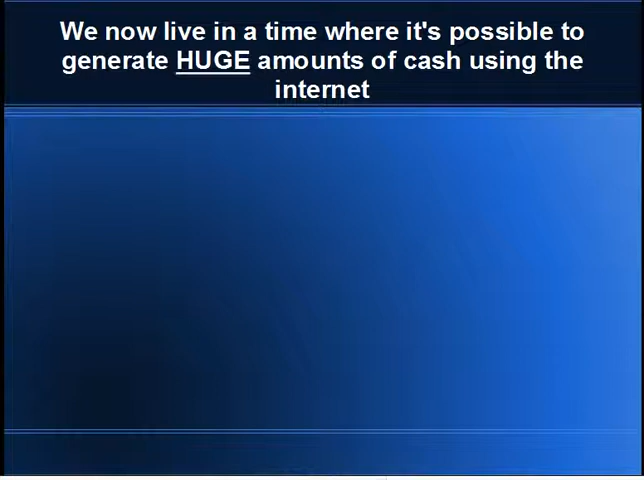 We now live in a time where it's possible to
generate HUGE amounts of cash using the
internet